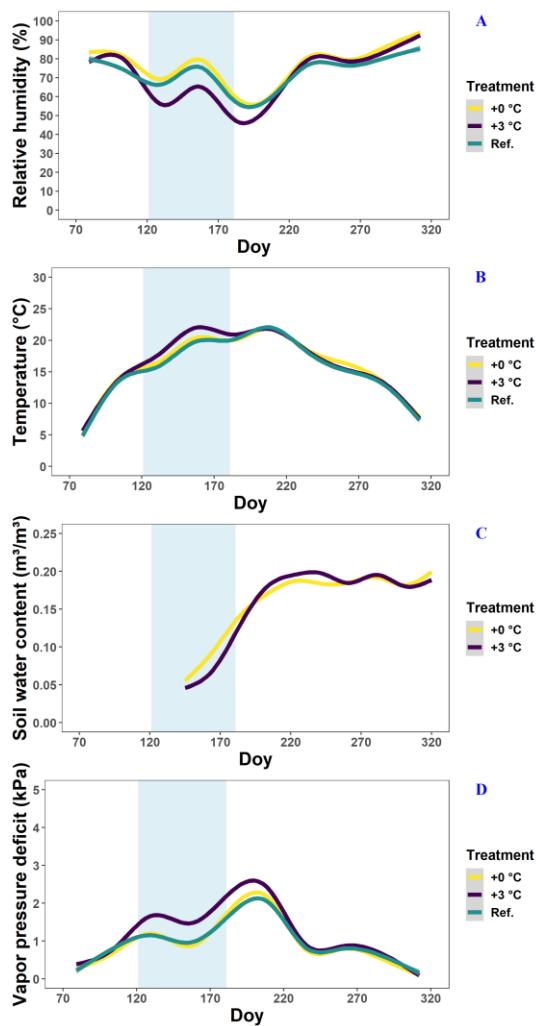 A
Relative humidity (%)
100
90
80
70
60
50
40
30
20
10
0
70 120 170 220 270 320
Doy
Treatment
+0 °C
+3 °C
Ref.
B
Temperature (°C)
30
25
20
15
10
5
0
70 120 170 220 270 320
Doy
Treatment
+0 °C
+3 °C
Ref.
C
Soil water content (m³/m³)
0.25
0.20
0.15
0.10
0.05
0.00
70 120 170 220 270 320
Doy
Treatment
+0 °C
+3 °C
D
Vapor pressure deficit (kPa)
5
4
3
2
1
0
70 120 170 220 270 320
Doy
Treatment
+0 °C
+3 °C
Ref.